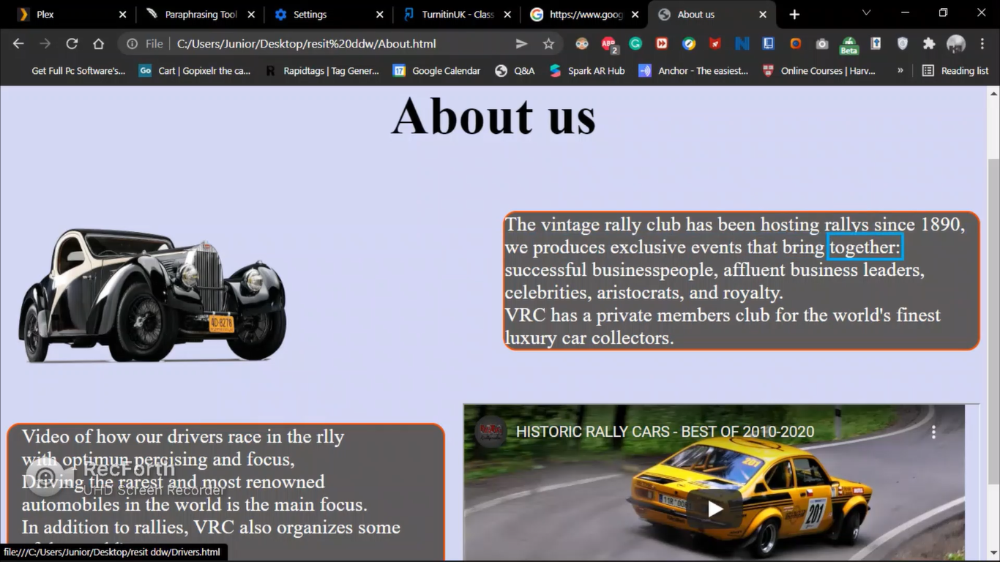 Plex
Paraphrasing Tool
Settings
TurnitinUK - Class
https://www.goog
About us
File C:/Users/Junior/Desktop/resit%20ddw/About.html
ABP
2
Beta
Get Full Pc Software's...
Go Cart | Gopixelr the ca...
R Rapidtags | Tag Gener...
17 Google Calendar
Q&A
Spark AR Hub
Anchor - The easiest...
Online Courses | Harv...
»
Reading list
About us
The vintage rally club has been hosting rallys since 1890,
we produces exclusive events that bring together:
successful businesspeople, affluent business leaders,
celebrities, aristocrats, and royalty.
VRC has a private members club for the world's finest
luxury car collectors.
4D-8278
HISTORIC RALLY CARS - BEST OF 2010-2020
201
201
Video of how our drivers race in the rlly
with optimun percising and focus,
Driving the rarest and most renowned
automobiles in the world is the main focus.
In addition to rallies, VRC also organizes some
RecForth
UHD Screen Recorder
file:///C:/Users/Junior/Desktop/resit ddw/Drivers.html